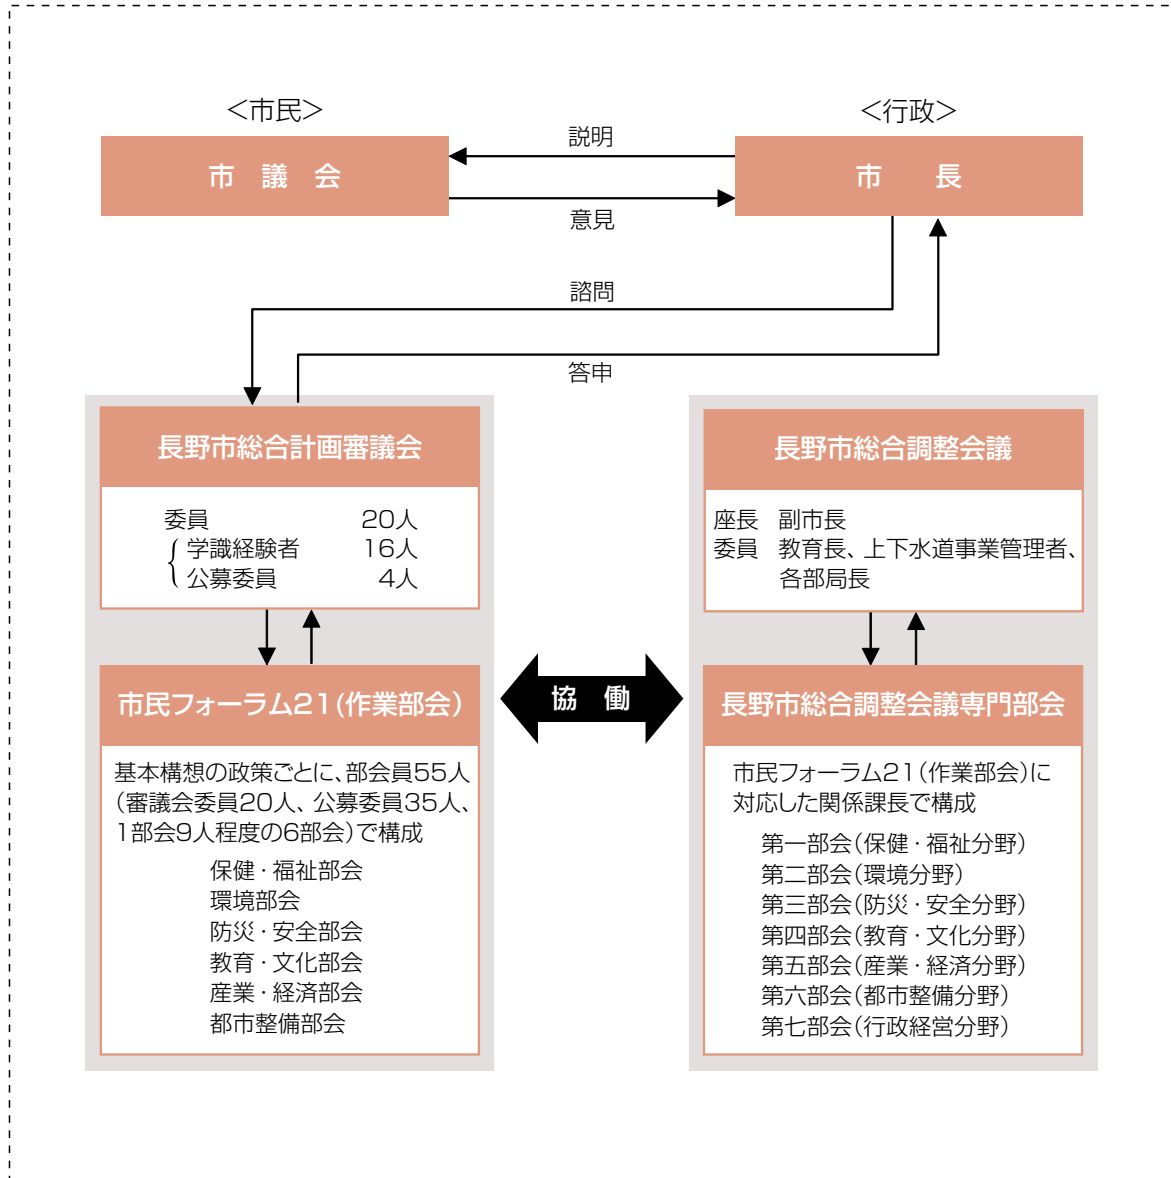 <市民>
<行政>
市議会
説明
市長
意見
諮問
答申
長野市総合計画審議会
委員 20人
学識経験者 16人
公募委員 4人
市民フォーラム21(作業部会)
基本構想の政策ごとに、部会員55人
(審議会委員20人、公募委員35人、
1部会9人程度の6部会)で構成
保健・福祉部会
環境部会
防災・安全部会
教育・文化部会
産業・経済部会
都市整備部会
協働
長野市総合調整会議
座長 副市長
委員 教育長、上下水道事業管理者、
各部局長
長野市総合調整会議専門部会
市民フォーラム21(作業部会)に
対応した関係課長で構成
第一部会(保健・福祉分野)
第二部会(環境分野)
第三部会(防災・安全分野)
第四部会(教育・文化分野)
第五部会(産業・経済分野)
第六部会(都市整備分野)
第七部会(行政経営分野)